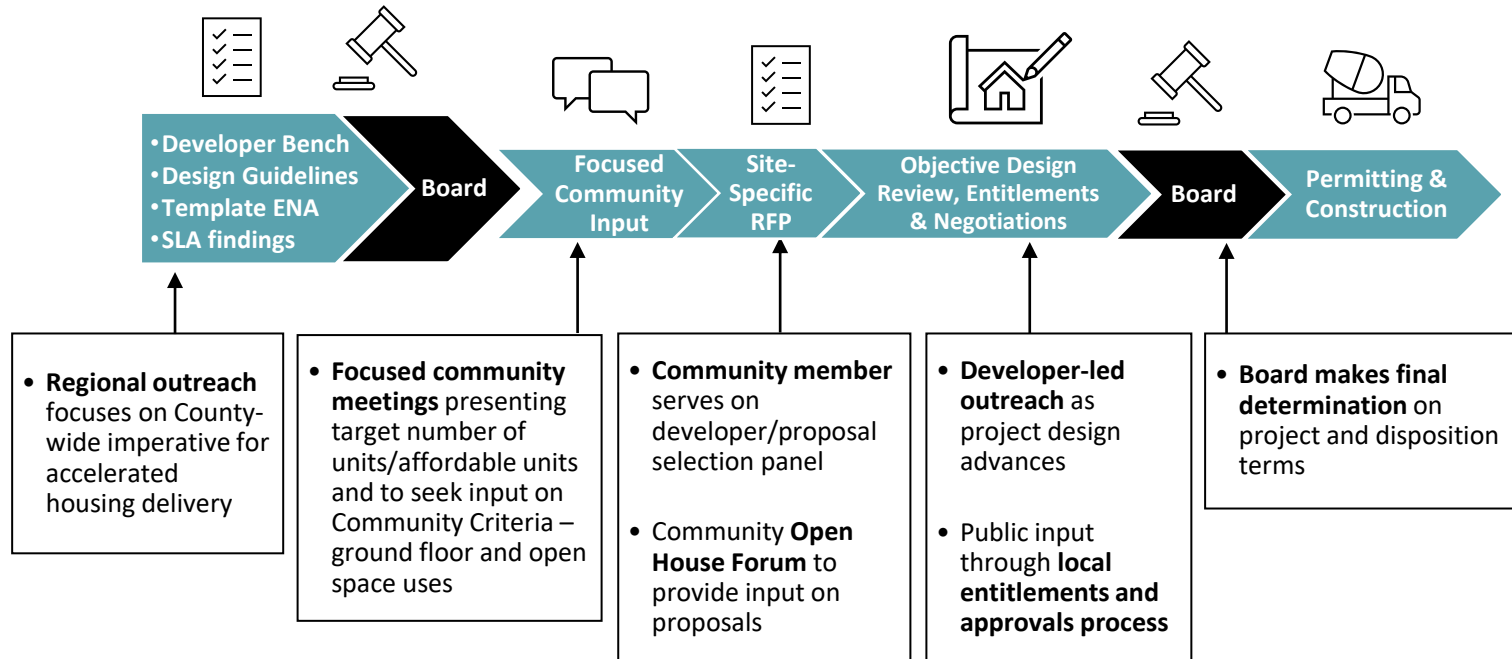 •Developer Bench
•Design Guidelines
•Template ENA
•SLA findings
Board
Focused
Community
Input
Site-
Specific
RFP
Objective Design
Review, Entitlements
& Negotiations
Board
Permitting &
Construction
• Regional outreach
focuses on County-
wide imperative for
accelerated
housing delivery
• Focused community
meetings presenting
target number of
units/affordable units
and to seek input on
Community Criteria –
ground floor and open
space uses
• Community member
serves on
developer/proposal
selection panel
• Community Open
House Forum to
provide input on
proposals
• Developer-led
outreach as
project design
advances
• Public input
through local
entitlements and
approvals process
• Board makes final
determination on
project and disposition
terms